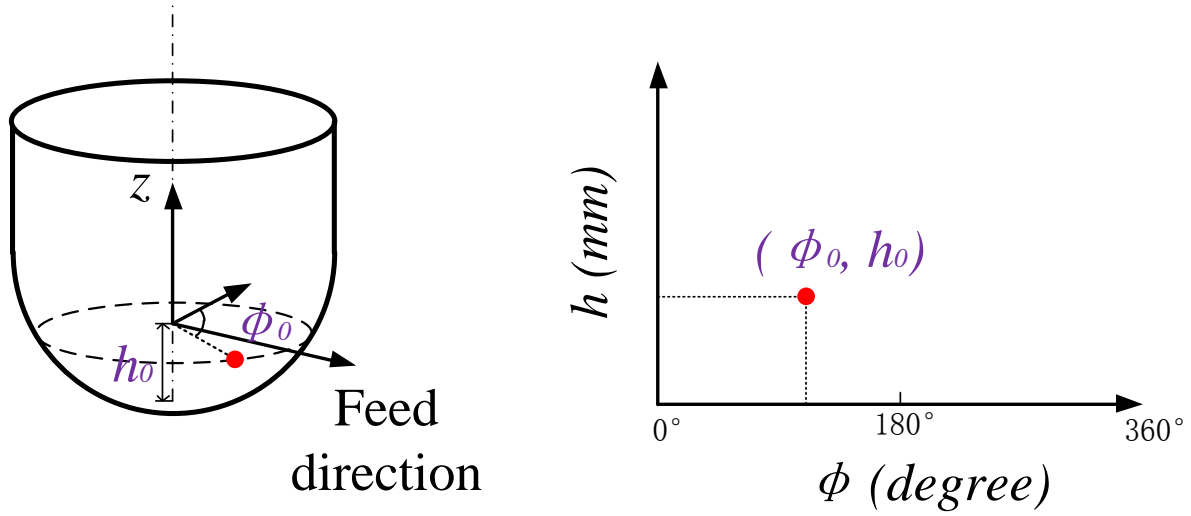 z
ϕ0
h0
Feed
direction
h (mm)
( ϕ0, h0)
0°
180°
360°
ϕ (degree)